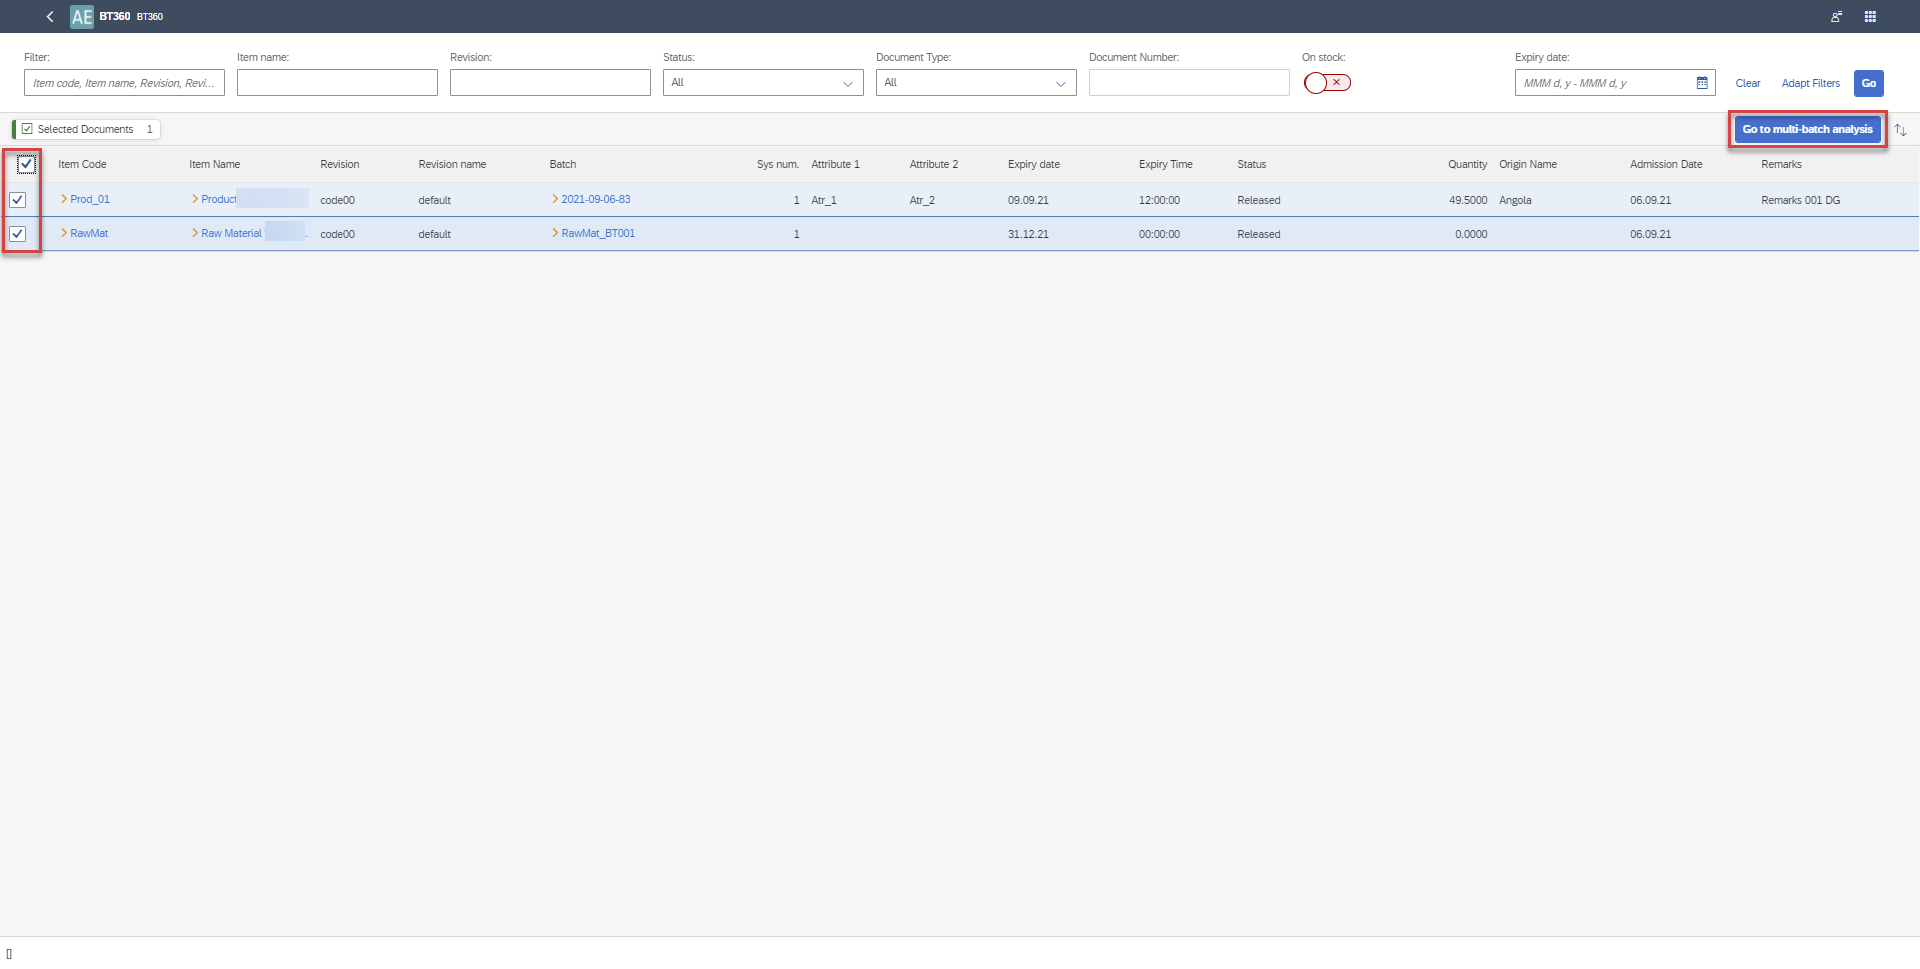 AE BT360 BT360
Filter: Item name: Revision: Status: Document Type: Document Number: On stock: Expiry date:
Item code, Item name, Revision, Revi... All All MMM d, y - MMM d, y Clear Adapt Filters Go
Selected Documents 1 Go to multi-batch analysis
Item Code Item Name Revision Revision name Batch Sys num. Attribute 1 Attribute 2 Expiry date Expiry Time Status Quantity Origin Name Admission Date Remarks
Prod_01 Product code00 default 2021-09-06-83 1 Atr_1 Atr_2 09.09.21 12:00:00 Released 49.5000 Angola 06.09.21 Remarks 001 DG
RawMat Raw Material code00 default RawMat_BT001 1 31.12.21 00:00:00 Released 0.0000 06.09.21